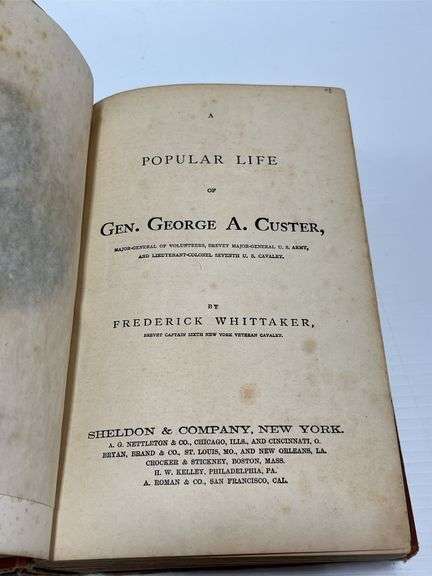 A
POPULAR LIFE
OF
GEN. GEORGE A. CUSTER,
MAJOR-GENERAL OF VOLUNTEERS, BREVET MAJOR-GENERAL U. S. ARMY,
AND LIEUTENANT-COLONEL SEVENTH U. S. CAVALRY.
BY
FREDERICK WHITTAKER,
BREVET CAPTAIN SIXTH NEW YORK VETERAN CAVALRY.
SHELDON & COMPANY, NEW YORK.
A. G. NETTLETON & CO., CHICAGO, ILLS., AND CINCINNATI, O.
BRYAN, BRAND & CO., ST. LOUIS, MO., AND NEW ORLEANS, LA.
CROCKER & STICKNEY, BOSTON, MASS.
H. W. KELLEY, PHILADELPHIA, PA.
A. ROMAN & CO., SAN FRANCISCO, CAL.